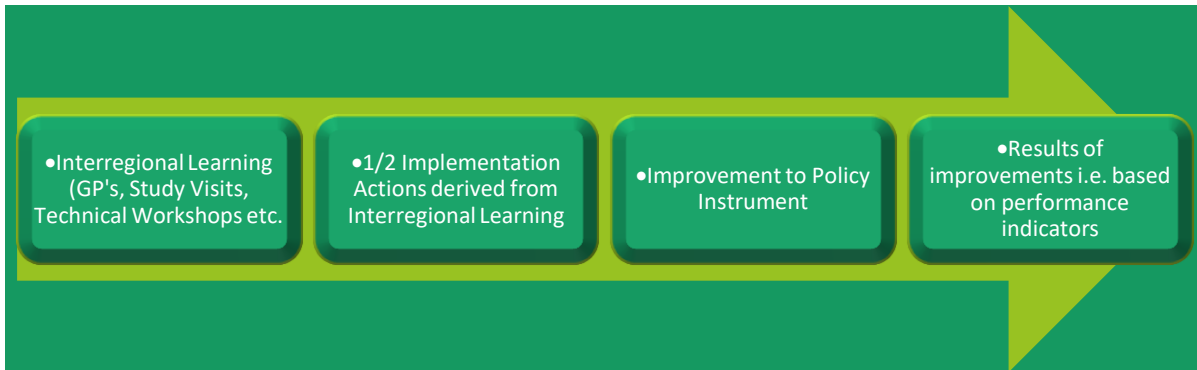 •Interregional Learning
(GP's, Study Visits,
Technical Workshops etc.
•1/2 Implementation
Actions derived from
Interregional Learning
•Improvement to Policy
Instrument
•Results of
improvements i.e. based
on performance
indicators